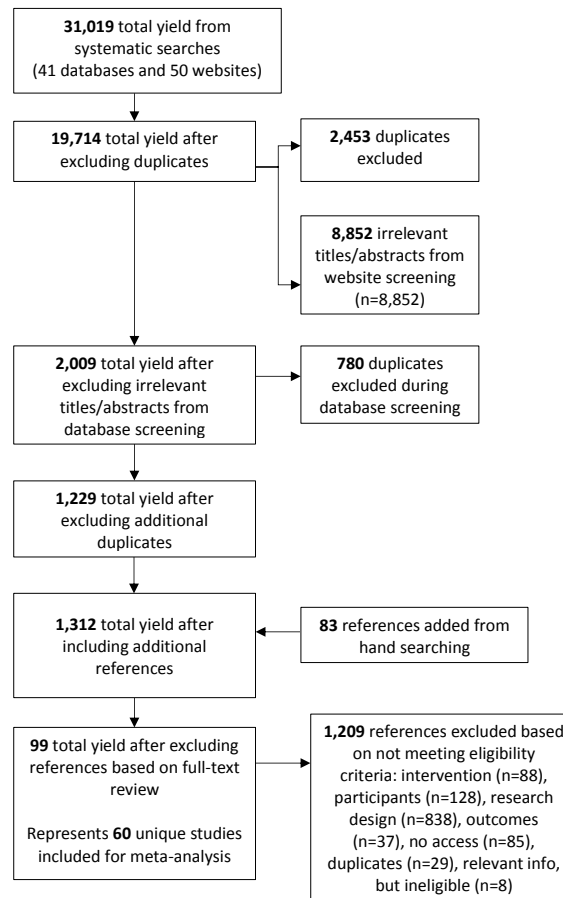 31,019 total yield from
systematic searches
(41 databases and 50 websites)
19,714 total yield after
excluding duplicates
2,453 duplicates
excluded
8,852 irrelevant
titles/abstracts from
website screening
(n=8,852)
2,009 total yield after
excluding irrelevant
titles/abstracts from
database screening
780 duplicates
excluded during
database screening
1,229 total yield after
excluding additional
duplicates
1,312 total yield after
including additional
references
83 references added from
hand searching
99 total yield after excluding
references based on full-text
review
Represents 60 unique studies
included for meta-analysis
1,209 references excluded based
on not meeting eligibility
criteria: intervention (n=88),
participants (n=128), research
design (n=838), outcomes
(n=37), no access (n=85),
duplicates (n=29), relevant info,
but ineligible (n=8)